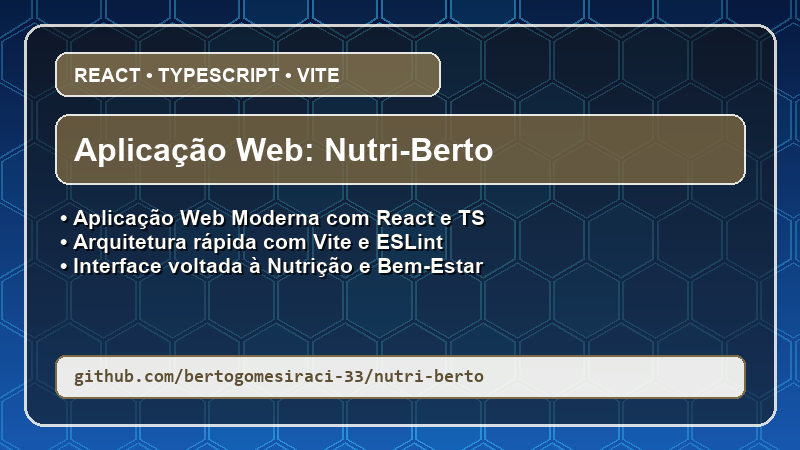 REACT • TYPESCRIPT • VITE
Aplicação Web: Nutri-Berto
• Aplicação Web Moderna com React e TS
• Arquitetura rápida com Vite e ESLint
• Interface voltada à Nutrição e Bem-Estar
github.com/bertogomesiraci-33/nutri-berto